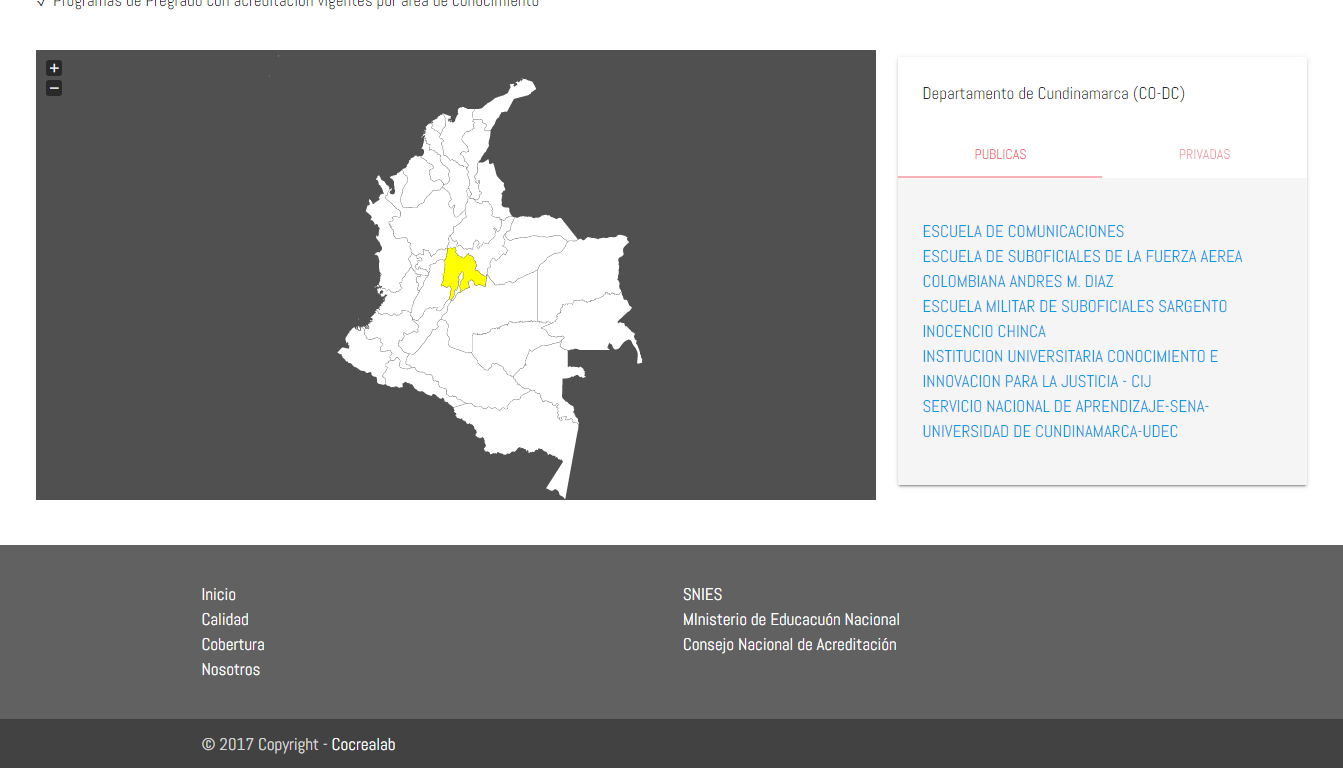 √ Programas de Pregrado con acreditación vigentes por área de conocimiento
+
−
Departamento de Cundinamarca (CO-DC)
PUBLICAS
PRIVADAS
ESCUELA DE COMUNICACIONES
ESCUELA DE SUBOFICIALES DE LA FUERZA AEREA
COLOMBIANA ANDRES M. DIAZ
ESCUELA MILITAR DE SUBOFICIALES SARGENTO
INOCENCIO CHINCA
INSTITUCION UNIVERSITARIA CONOCIMIENTO E
INNOVACION PARA LA JUSTICIA - CIJ
SERVICIO NACIONAL DE APRENDIZAJE-SENA-
UNIVERSIDAD DE CUNDINAMARCA-UDEC
Inicio
Calidad
Cobertura
Nosotros
SNIES
MInisterio de Educacuón Nacional
Consejo Nacional de Acreditación
© 2017 Copyright - Cocrealab